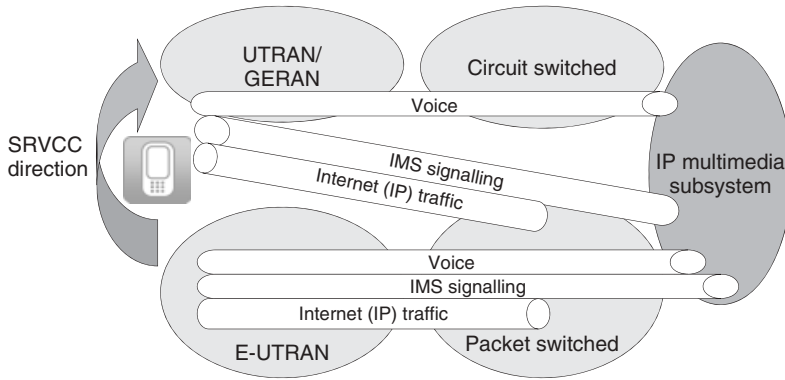 UTRAN/
GERAN
Circuit switched
Voice
SRVCC
direction
IMS signalling
Internet (IP) traffic
IP multimedia
subsystem
Voice
IMS signalling
Internet (IP) traffic
E-UTRAN
Packet switched